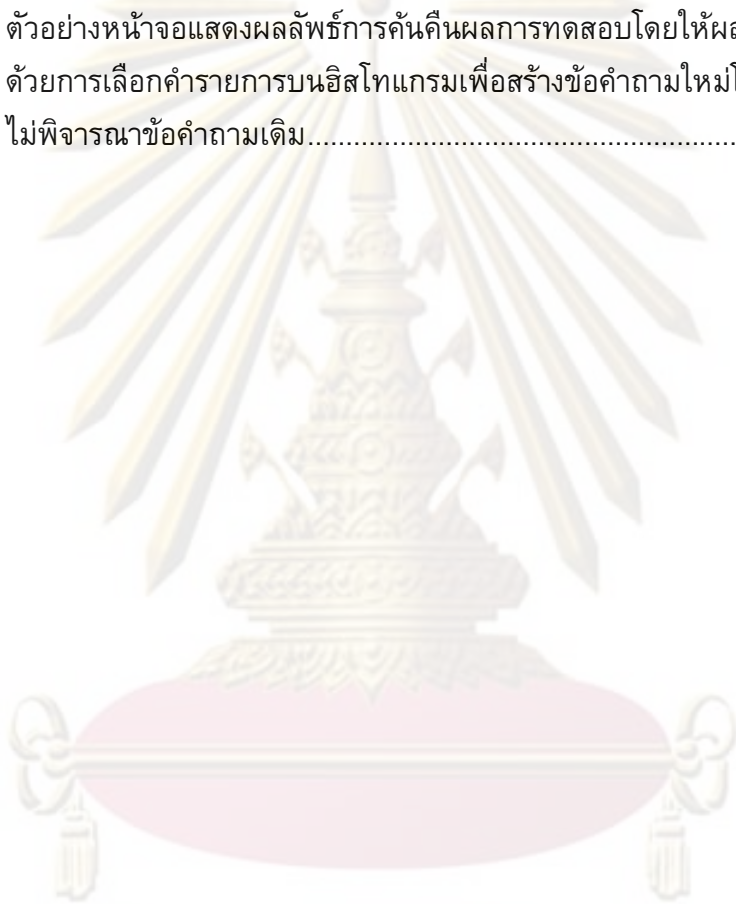 ตัวอย่างหน้าจอแสดงผลลัพธ์การค้นคืนผลการทดสอบโดยให้ผล
ด้วยการเลือกคำรายการบนฮิสโทแกรมเพื่อสร้างข้อคำถามใหม่
ไม่พิจารณาข้อคำถามเดิม..........................................................